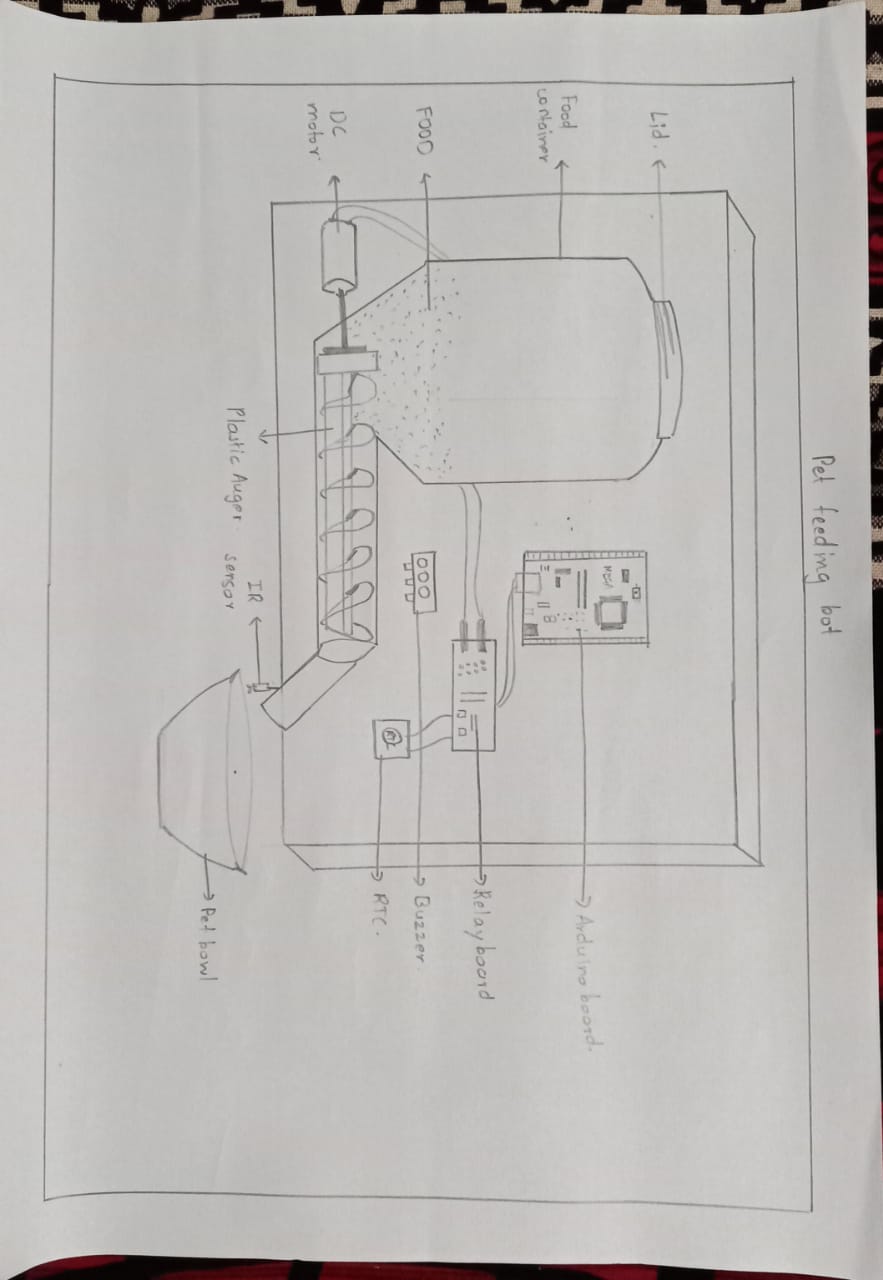 Pet feeding bot
Lid.
Food
container
FOOD
DC
motor
MEGA
Plastic Auger.
IR
sensor
Arduino board.
Relay board
Buzzer.
RTC.
Pet bowl